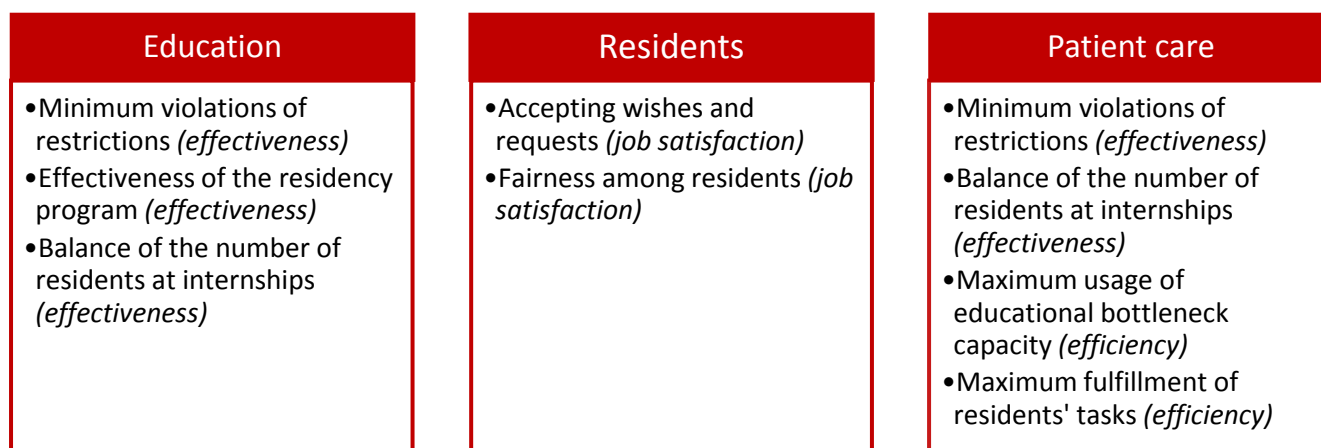 Education
•Minimum violations of
restrictions (effectiveness)
•Effectiveness of the residency
program (effectiveness)
•Balance of the number of
residents at internships
(effectiveness)
Residents
•Accepting wishes and
requests (job satisfaction)
•Fairness among residents (job
satisfaction)
Patient care
•Minimum violations of
restrictions (effectiveness)
•Balance of the number of
residents at internships
(effectiveness)
•Maximum usage of
educational bottleneck
capacity (efficiency)
•Maximum fulfillment of
residents' tasks (efficiency)